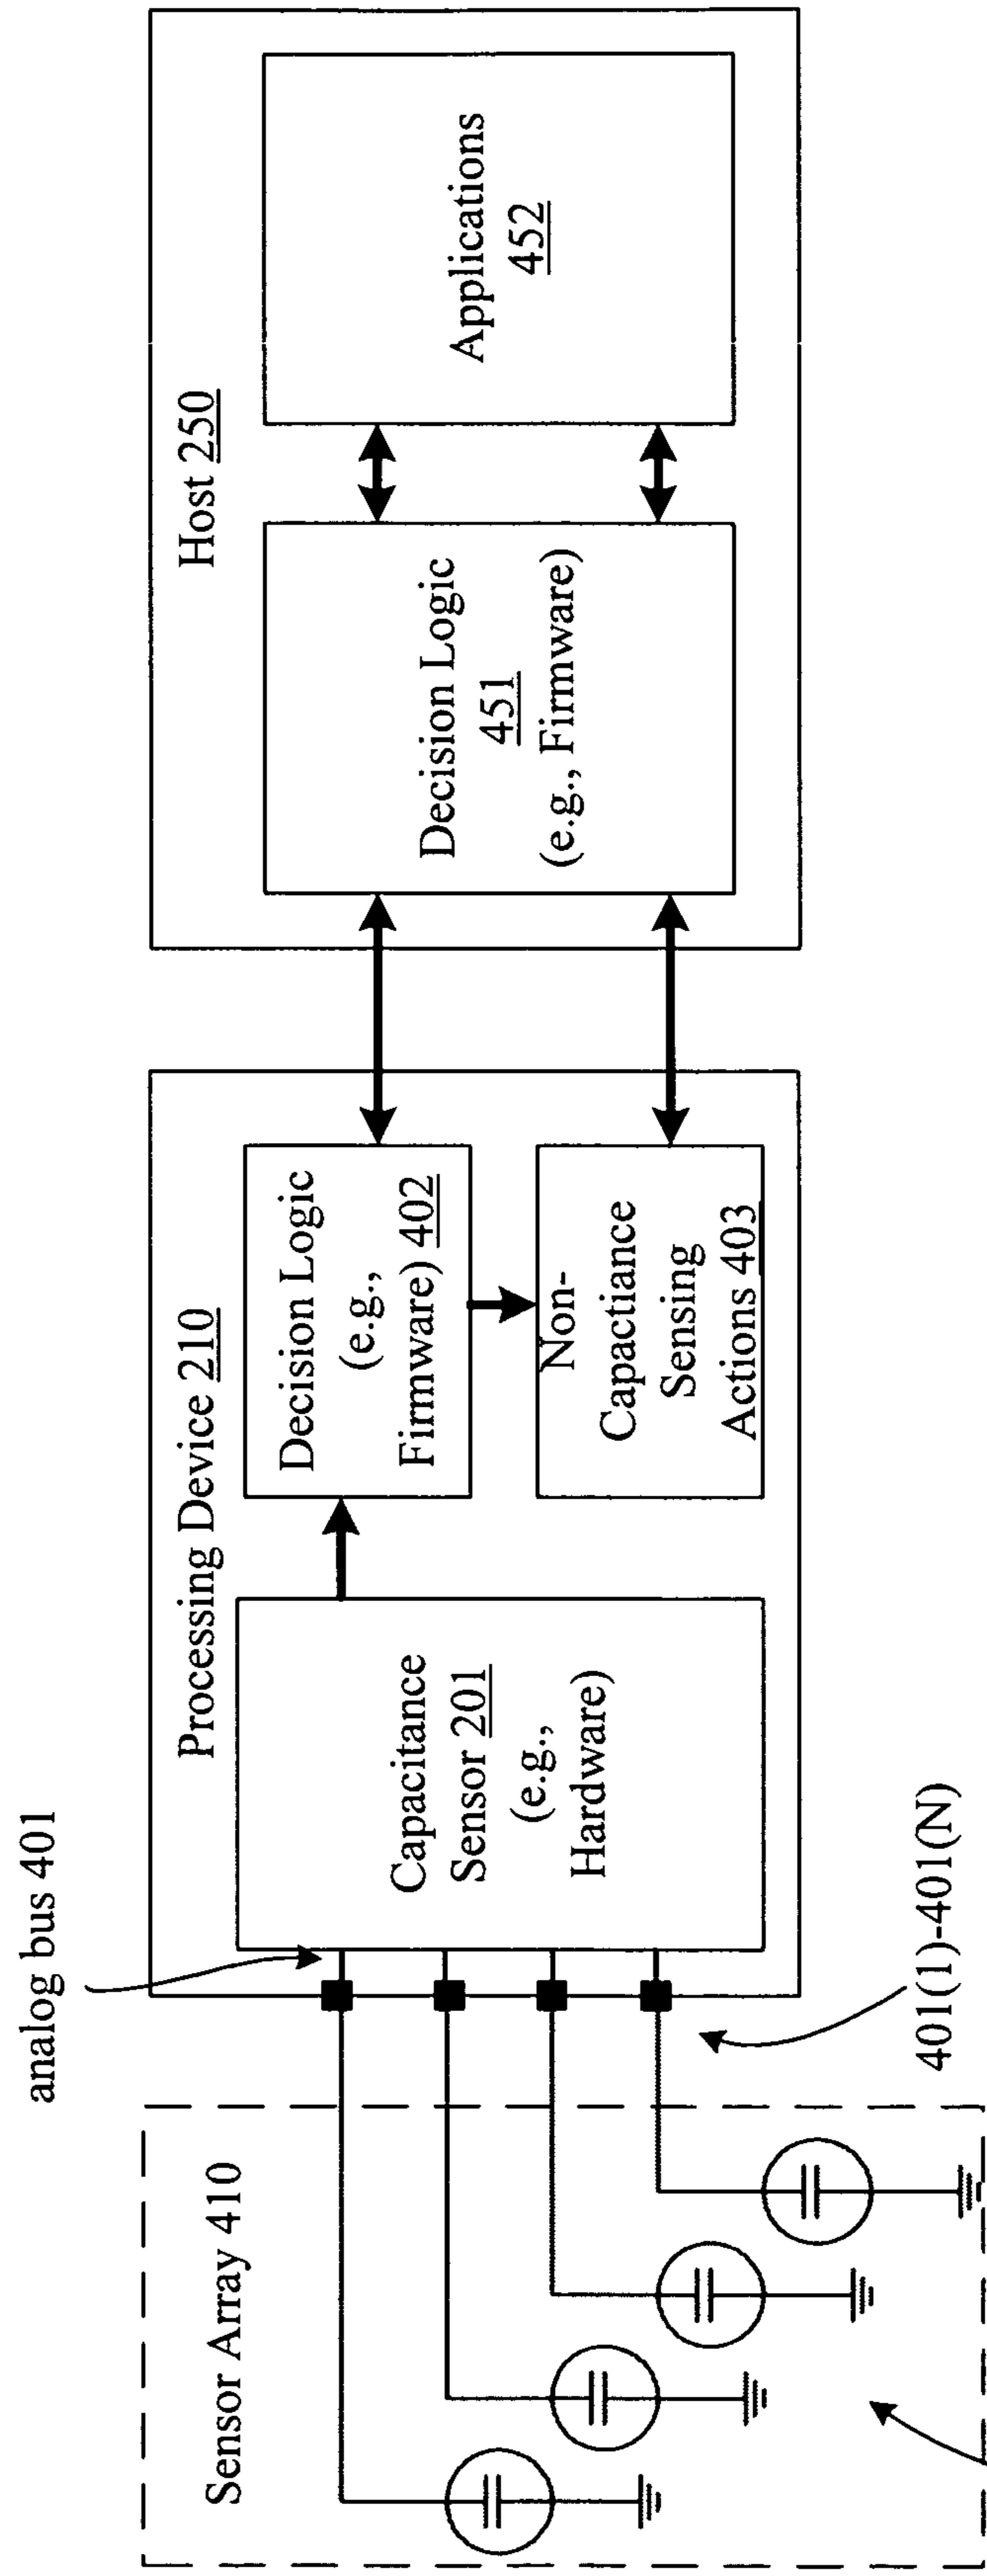 analog bus 401
Sensor Array 410
401(1)-401(N)
Processing Device 210
Capacitance
Sensor 201
(e.g.,
Hardware)
Decision Logic
(e.g.,
Firmware) 402
Non-
Capactiance
Sensing
Actions 403
Host 250
Decision Logic
451
(e.g., Firmware)
Applications
452